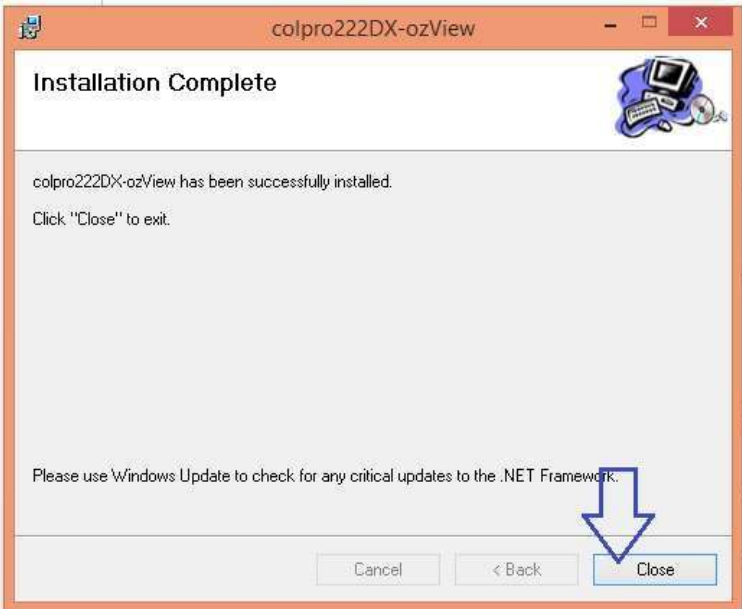 colpro222DX-ozView
Installation Complete
colpro222DX-ozView has been successfully installed.
Click "Close" to exit.
Please use Windows Update to check for any critical updates to the .NET Framework.
Cancel
< Back
Close